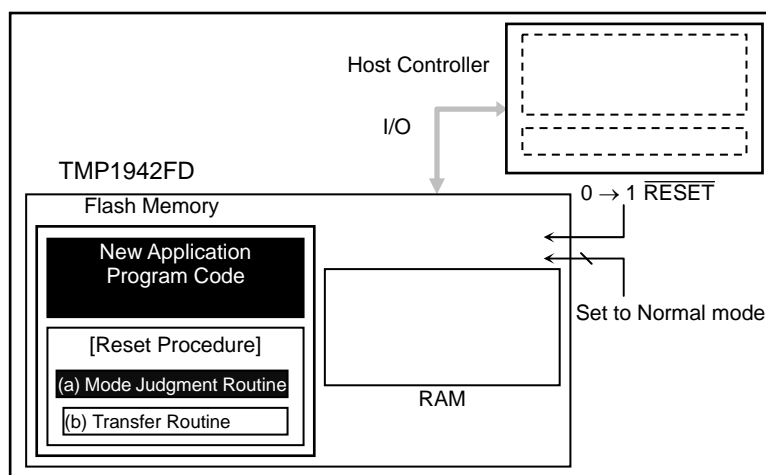 Host Controller
I/O
TMP1942FD
0 → 1 RESET
Flash Memory
New Application
Program Code
Set to Normal mode
[Reset Procedure]
(a) Mode Judgment Routine
RAM
(b) Transfer Routine